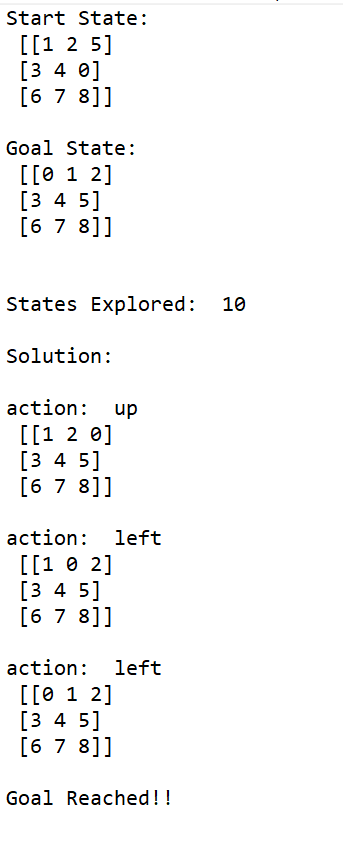 Start State:
[[1 2 5]
[3 4 0]
[6 7 8]]
Goal State:
[[0 1 2]
[3 4 5]
[6 7 8]]
States Explored:  10
Solution:
action:  up
[[1 2 0]
[3 4 5]
[6 7 8]]
action:  left
[[1 0 2]
[3 4 5]
[6 7 8]]
action:  left
[[0 1 2]
[3 4 5]
[6 7 8]]
Goal Reached!!